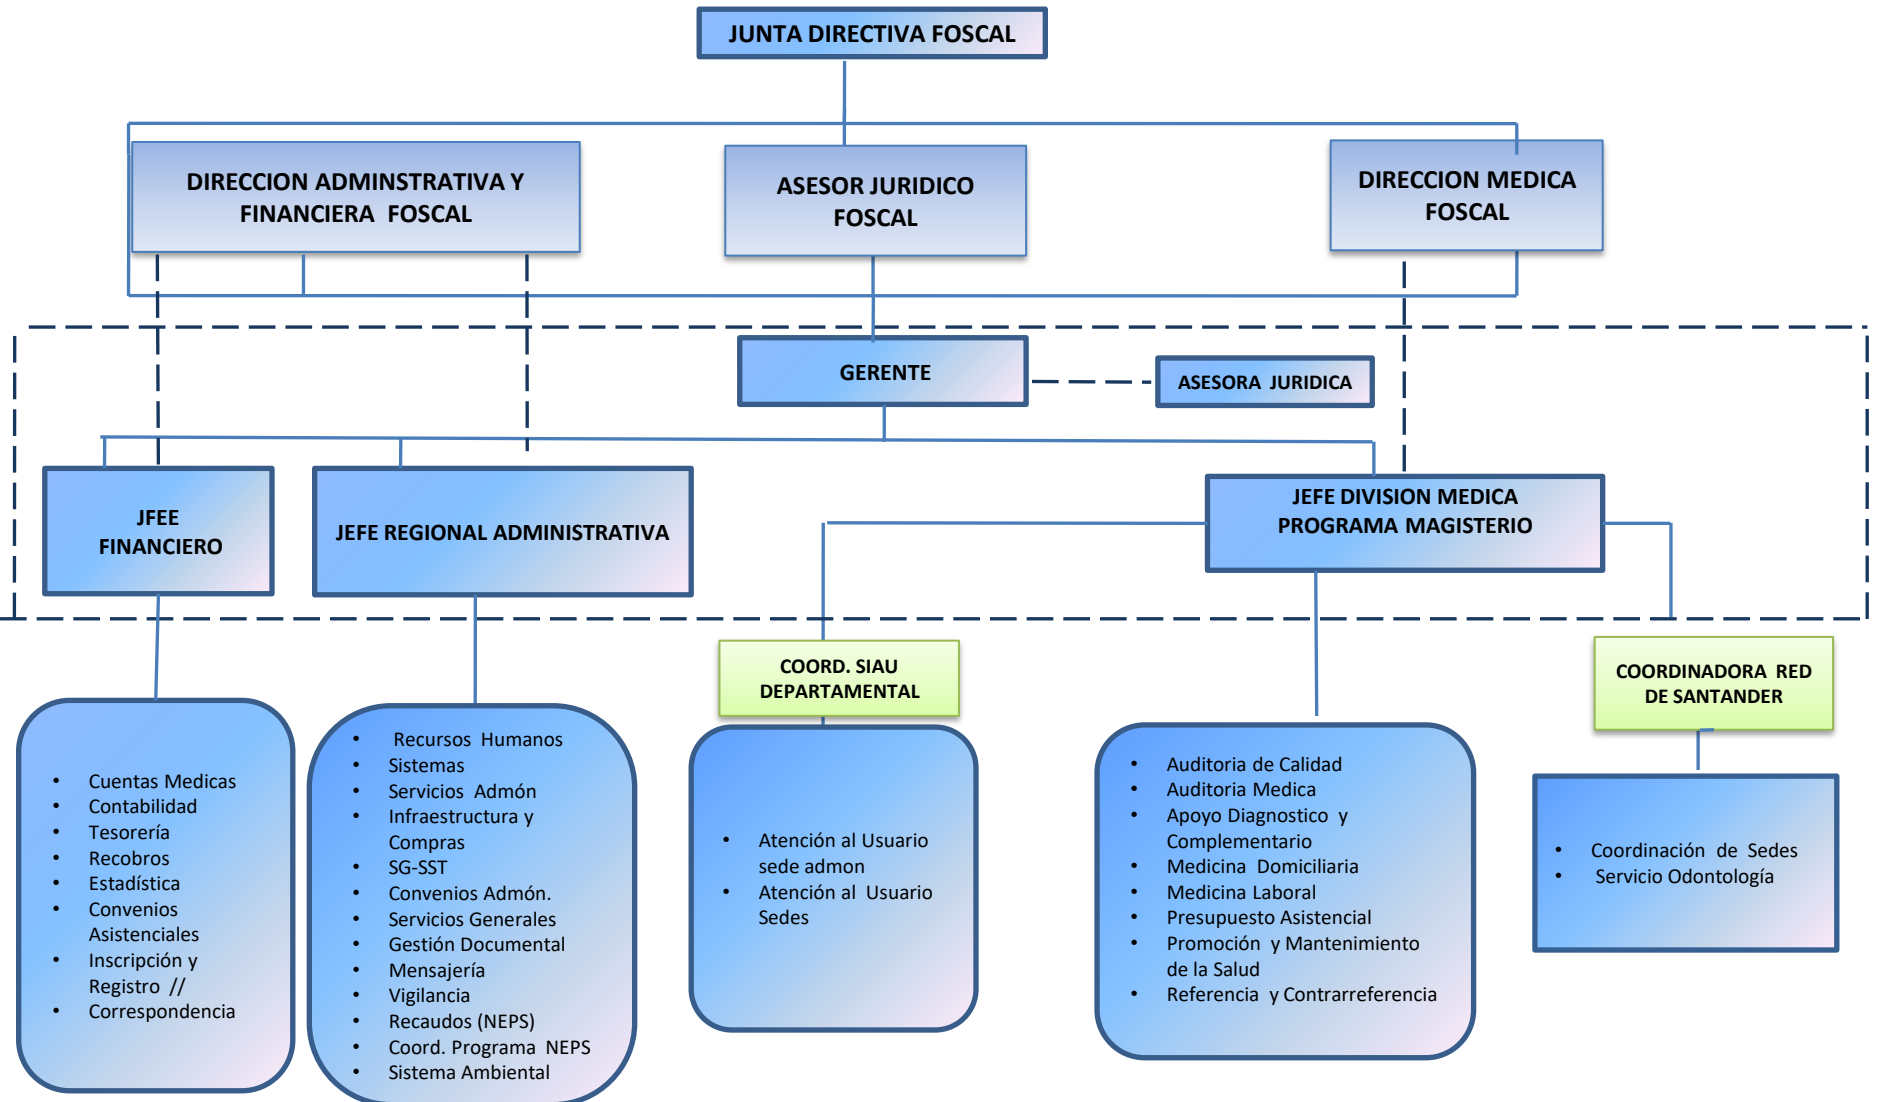 JUNTA DIRECTIVA FOSCAL
DIRECCION ADMINSTRATIVA Y
FINANCIERA FOSCAL
ASESOR JURIDICO
FOSCAL
DIRECCION MEDICA
FOSCAL
GERENTE
ASESORA JURIDICA
JFEE
FINANCIERO
JEFE REGIONAL ADMINISTRATIVA
JEFE DIVISION MEDICA
PROGRAMA MAGISTERIO
COORD. SIAU
DEPARTAMENTAL
COORDINADORA RED
DE SANTANDER
• Cuentas Medicas
• Contabilidad
• Tesorería
• Recobros
• Estadística
• Convenios
Asistenciales
• Inscripción y
Registro //
• Correspondencia
• Recursos Humanos
• Sistemas
• Servicios Admón
• Infraestructura y
Compras
• SG-SST
• Convenios Admón.
• Servicios Generales
• Gestión Documental
• Mensajería
• Vigilancia
• Recaudos (NEPS)
• Coord. Programa NEPS
• Sistema Ambiental
• Atención al Usuario
sede admon
• Atención al Usuario
Sedes
• Auditoria de Calidad
• Auditoria Medica
• Apoyo Diagnostico y
Complementario
• Medicina Domiciliaria
• Medicina Laboral
• Presupuesto Asistencial
• Promoción y Mantenimiento
de la Salud
• Referencia y Contrarreferencia
• Coordinación de Sedes
• Servicio Odontología